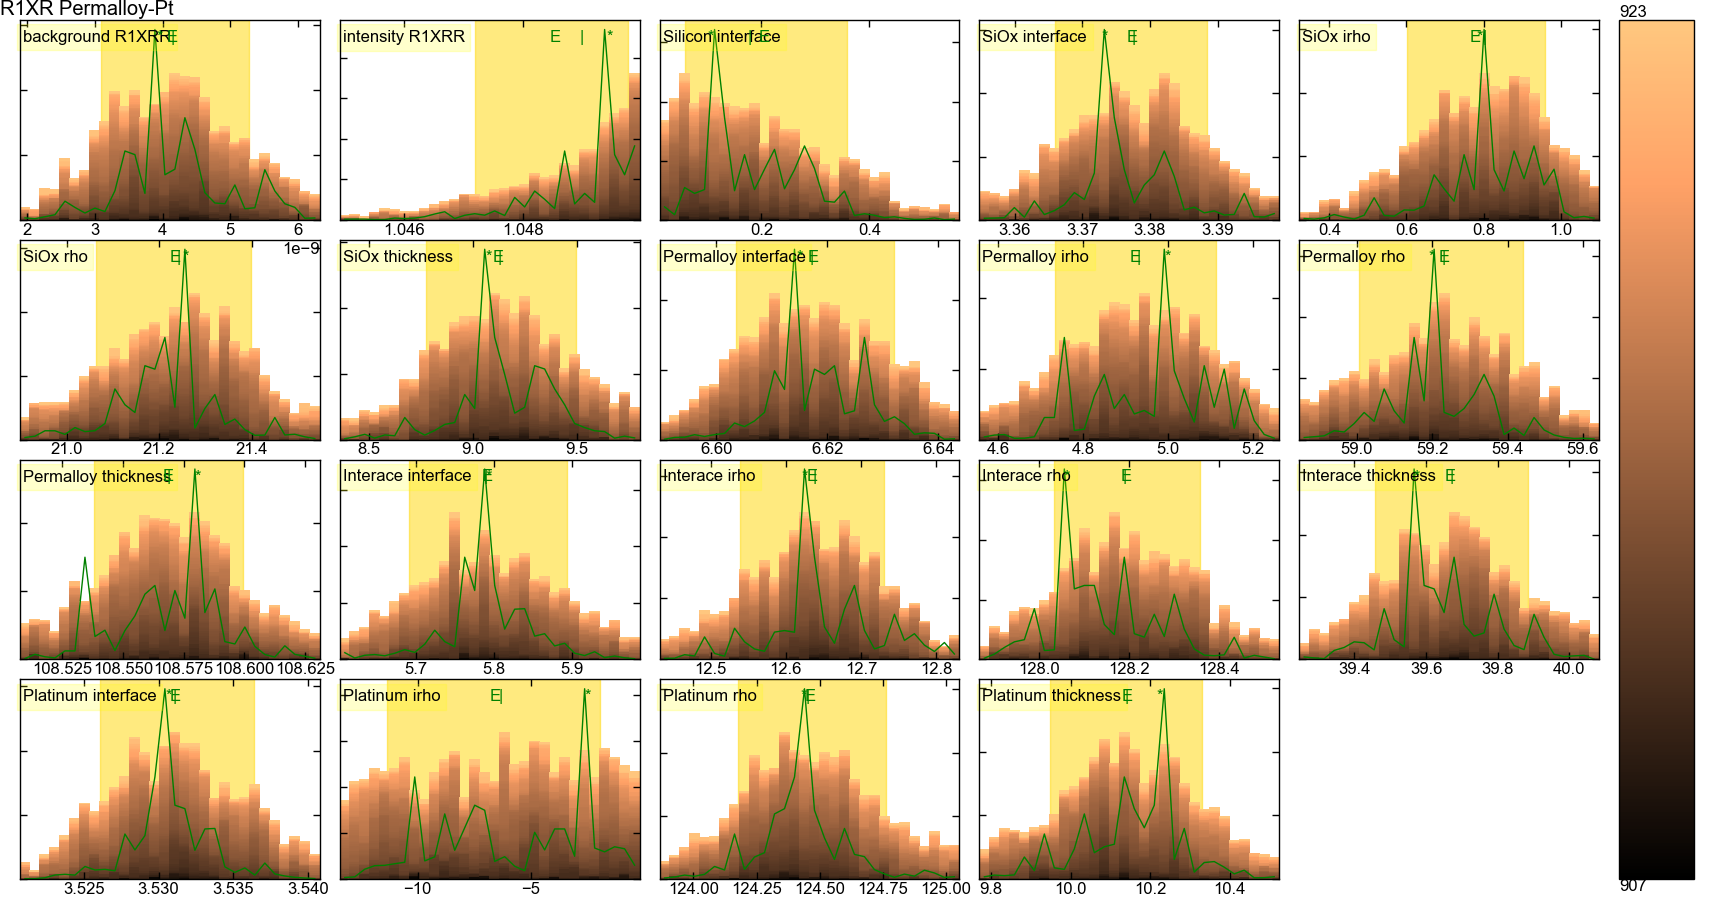 R1XR Permalloy-Pt
923
background R1XRR * E |
intensity R1XRR E | *
Silicon interface * | E
SiOx interface * E |
SiOx irho E * |
2 3 4 5 6
1.046 1.048
0.2 0.4
3.36 3.37 3.38 3.39
0.4 0.6 0.8 1.0
1e−9
SiOx rho E | *
SiOx thickness * E |
Permalloy interface * E |
Permalloy irho E | *
Permalloy rho * E |
21.0 21.2 21.4
8.5 9.0 9.5
6.60 6.62 6.64
4.6 4.8 5.0 5.2
59.0 59.2 59.4 59.6
Permalloy thickness E | *
Interace interface * E |
Interace irho * E |
Interace rho * E |
Interace thickness * E |
108.525 108.550 108.575 108.600 108.625
5.7 5.8 5.9
12.5 12.6 12.7 12.8
128.0 128.2 128.4
39.4 39.6 39.8 40.0
Platinum interface * E |
Platinum irho E | *
Platinum rho * E |
Platinum thickness E | *
3.525 3.530 3.535 3.540
−10 −5
124.00 124.25 124.50 124.75 125.00
9.8 10.0 10.2 10.4
907